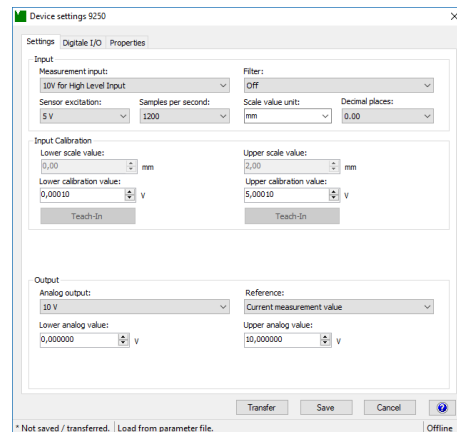 Device settings 9250
Settings Digitale I/O Properties
Input
Measurement input: Filter:
10V for High Level Input Off
Sensor excitation: Samples per second: Scale value unit: Decimal places:
5 V 1200 mm 0.00
Input Calibration
Lower scale value: Upper scale value:
0,00 mm 2,00 mm
Lower calibration value: Upper calibration value:
0,00010 V 5,00010 V
Teach-In Teach-In
Output
Analog output: Reference:
10 V Current measurement value
Lower analog value: Upper analog value:
0,000000 V 10,000000 V
Transfer Save Cancel ?
* Not saved / transferred. Load from parameter file. Offline